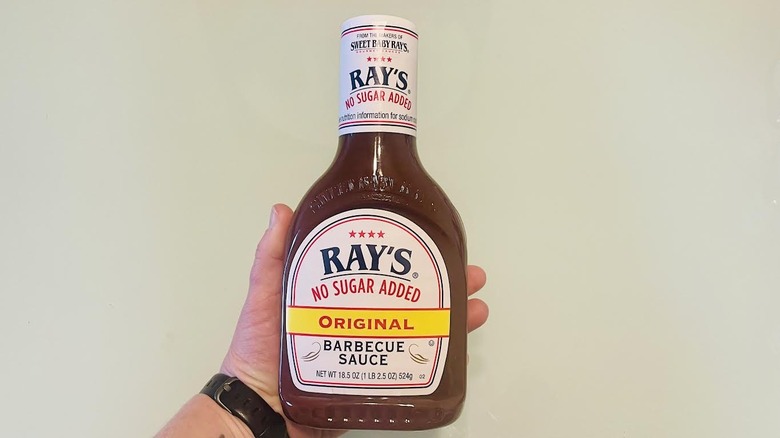 FROM THE MAKERS OF
SWEET BABY RAY'S
RAY'S®
NO SUGAR ADDED
nutrition information for sodium
RAY'S®
NO SUGAR ADDED
ORIGINAL
BARBECUE
SAUCE
NET WT 18.5 OZ (1 LB 2.5 OZ) 524g